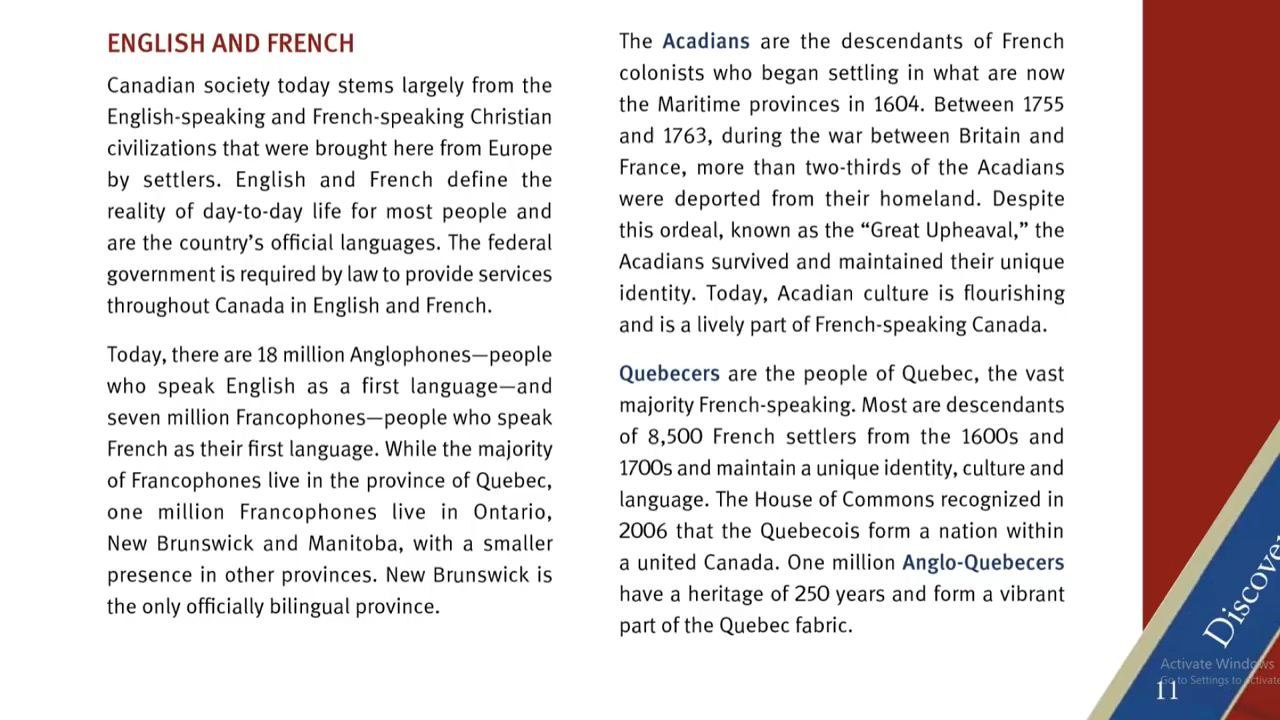 ENGLISH AND FRENCH
Canadian society today stems largely from the
English-speaking and French-speaking Christian
civilizations that were brought here from Europe
by settlers. English and French define the
reality of day-to-day life for most people and
are the country’s official languages. The federal
government is required by law to provide services
throughout Canada in English and French.
Today, there are 18 million Anglophones—people
who speak English as a first language—and
seven million Francophones—people who speak
French as their first language. While the majority
of Francophones live in the province of Quebec,
one million Francophones live in Ontario,
New Brunswick and Manitoba, with a smaller
presence in other provinces. New Brunswick is
the only officially bilingual province.
The Acadians are the descendants of French
colonists who began settling in what are now
the Maritime provinces in 1604. Between 1755
and 1763, during the war between Britain and
France, more than two-thirds of the Acadians
were deported from their homeland. Despite
this ordeal, known as the “Great Upheaval,” the
Acadians survived and maintained their unique
identity. Today, Acadian culture is flourishing
and is a lively part of French-speaking Canada.
Quebecers are the people of Quebec, the vast
majority French-speaking. Most are descendants
of 8,500 French settlers from the 1600s and
1700s and maintain a unique identity, culture and
language. The House of Commons recognized in
2006 that the Quebecois form a nation within
a united Canada. One million Anglo-Quebecers
have a heritage of 250 years and form a vibrant
part of the Quebec fabric.
Discove
Activate Windows
Go to Settings to activate
11